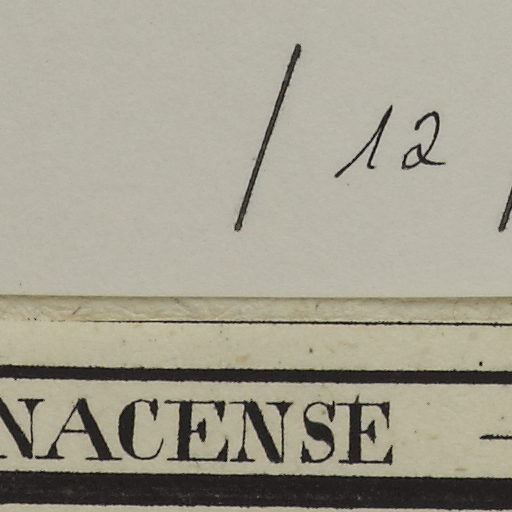 / 12 /
NACENSE —